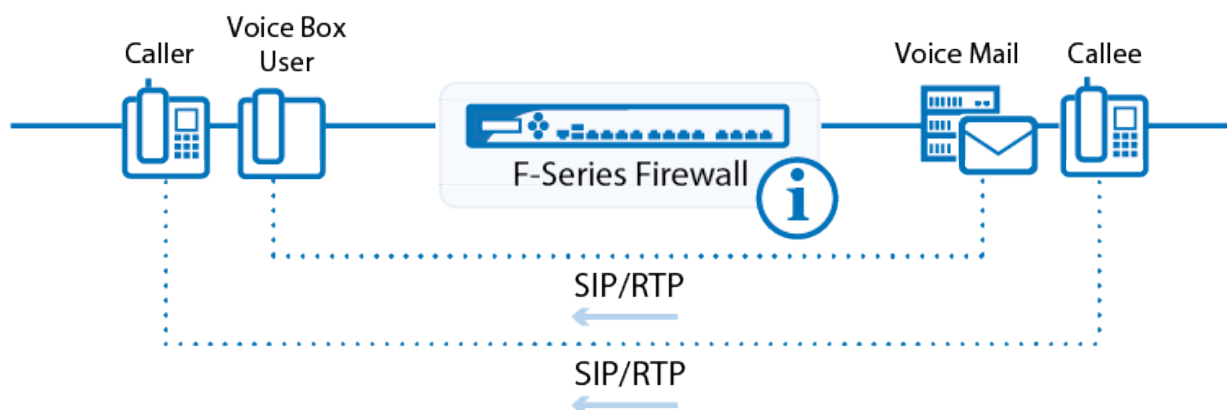 Caller
Voice Box
User
Voice Mail
Callee
F-Series Firewall
i
SIP/RTP
SIP/RTP